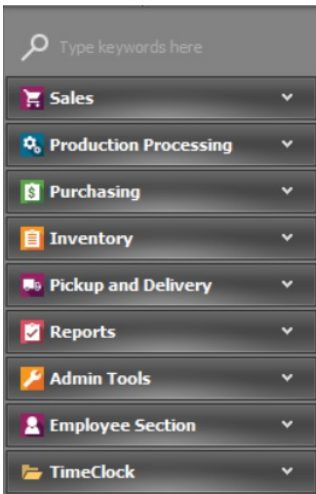 Type keywords here
Sales
Production Processing
Purchasing
Inventory
Pickup and Delivery
Reports
Admin Tools
Employee Section
TimeClock